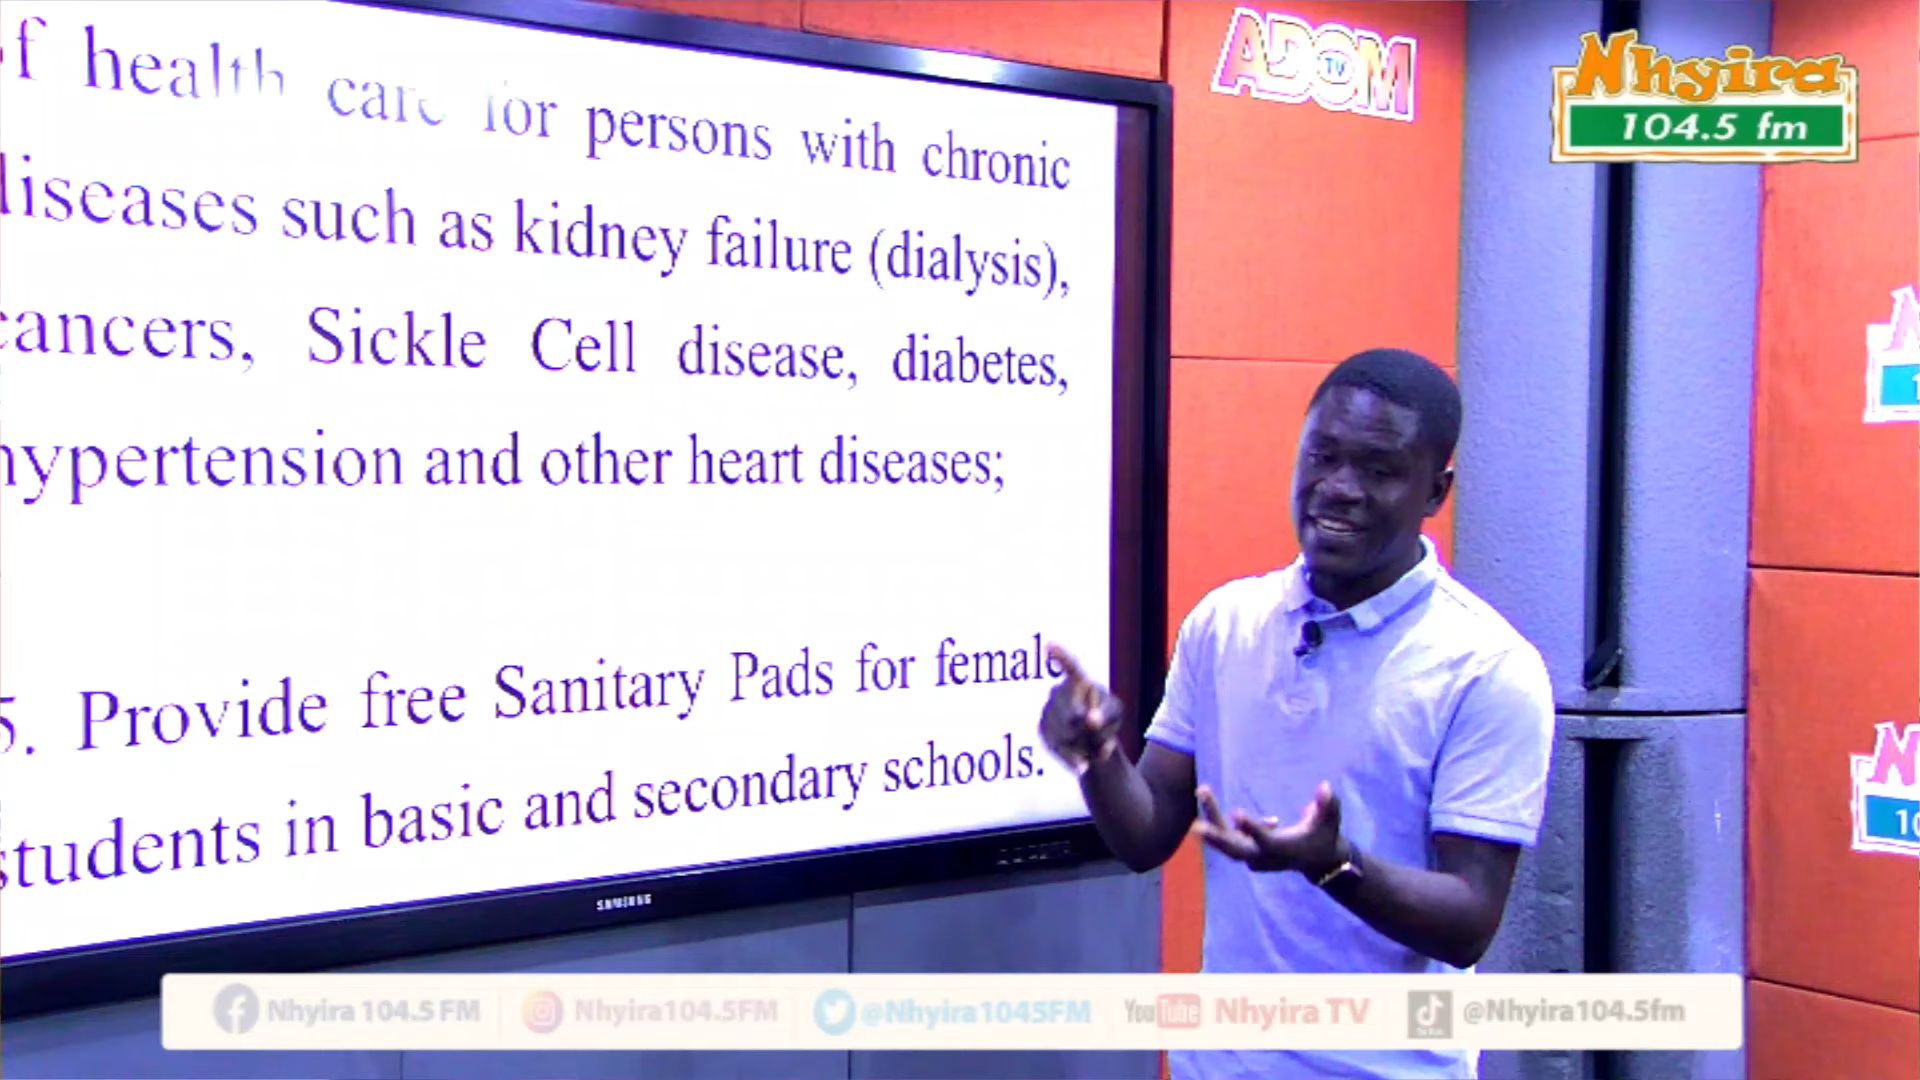 f health care for persons with chronic
diseases such as kidney failure (dialysis),
cancers, Sickle Cell disease, diabetes,
hypertension and other heart diseases;
5. Provide free Sanitary Pads for female
students in basic and secondary schools.
SAMSUNG
ADOM
TV
Nhyira
104.5 fm
N
1
N
10
Nhyira 104.5 FM
Nhyira104.5FM
@Nhyira1045FM
YouTube Nhyira TV
@Nhyira104.5fm